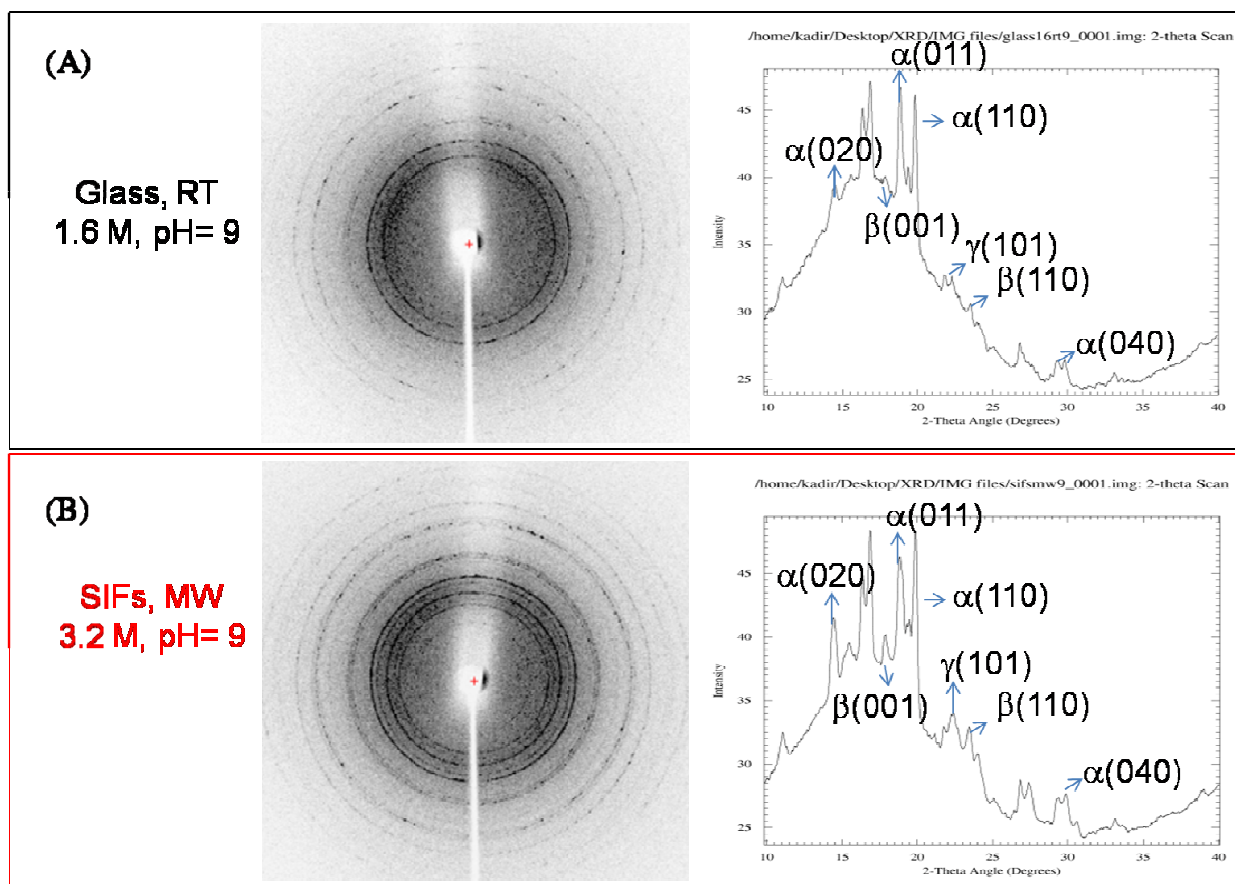 (A)
Glass, RT
1.6 M, pH= 9
/home/kadir/Desktop/XRD/IMG files/glass16rt9_0001.img: 2-theta Scan
α(011)
α(110)
α(020)
β(001)
γ(101)
β(110)
α(040)
Intensity
45
40
35
30
25
10
15
20
25
30
35
40
2-Theta Angle (Degrees)
(B)
SIFs, MW
3.2 M, pH= 9
/home/kadir/Desktop/XRD/IMG files/sifsmw9_0001.img: 2-theta Scan
α(011)
α(020)
α(110)
γ(101)
β(001)
β(110)
α(040)
Intensity
45
40
35
30
25
10
15
20
25
30
35
40
2-Theta Angle (Degrees)